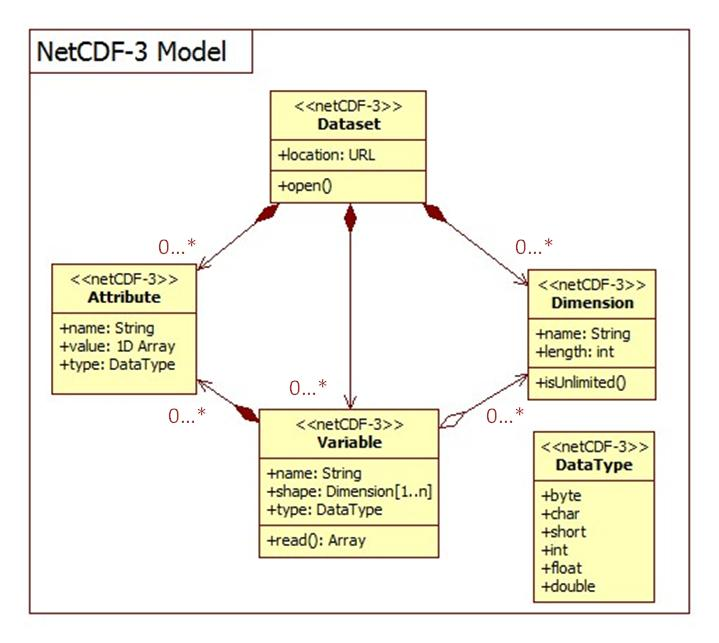 NetCDF-3 Model
<<netCDF-3>>
Dataset
+location: URL
+open()
0...*
0...*
<<netCDF-3>>
Attribute
+name: String
+value: 1D Array
+type: DataType
<<netCDF-3>>
Dimension
+name: String
+length: int
+isUnlimited()
0...*
0...*
0...*
<<netCDF-3>>
Variable
+name: String
+shape: Dimension[1..n]
+type: DataType
+read(): Array
<<netCDF-3>>
DataType
+byte
+char
+short
+int
+float
+double